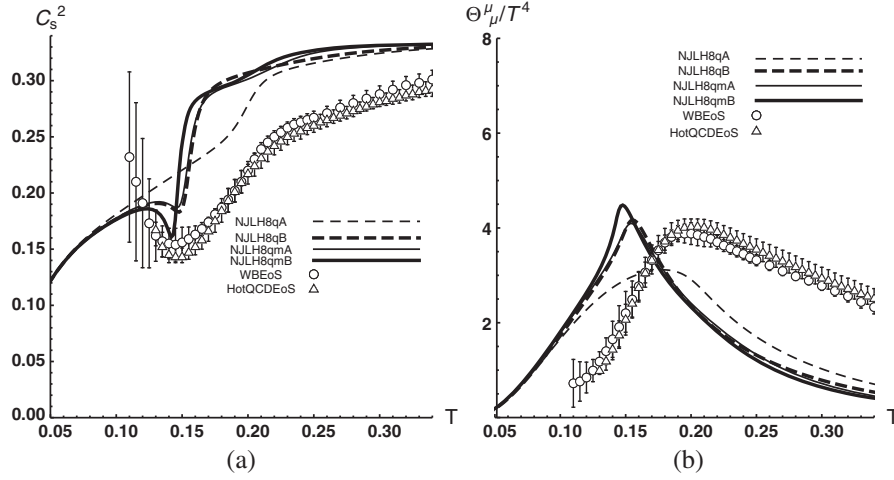 C_s^2
0.30
0.25
0.20
0.15
0.10
0.05
0.00
0.05 0.10 0.15 0.20 0.25 0.30
T
NJLH8qA
NJLH8qB
NJLH8qmA
NJLH8qmB
WBEoS
HotQCDEoS
(a)
Θ^μ_μ/T^4
8
6
4
2
0.05 0.10 0.15 0.20 0.25 0.30
T
NJLH8qA
NJLH8qB
NJLH8qmA
NJLH8qmB
WBEoS
HotQCDEoS
(b)